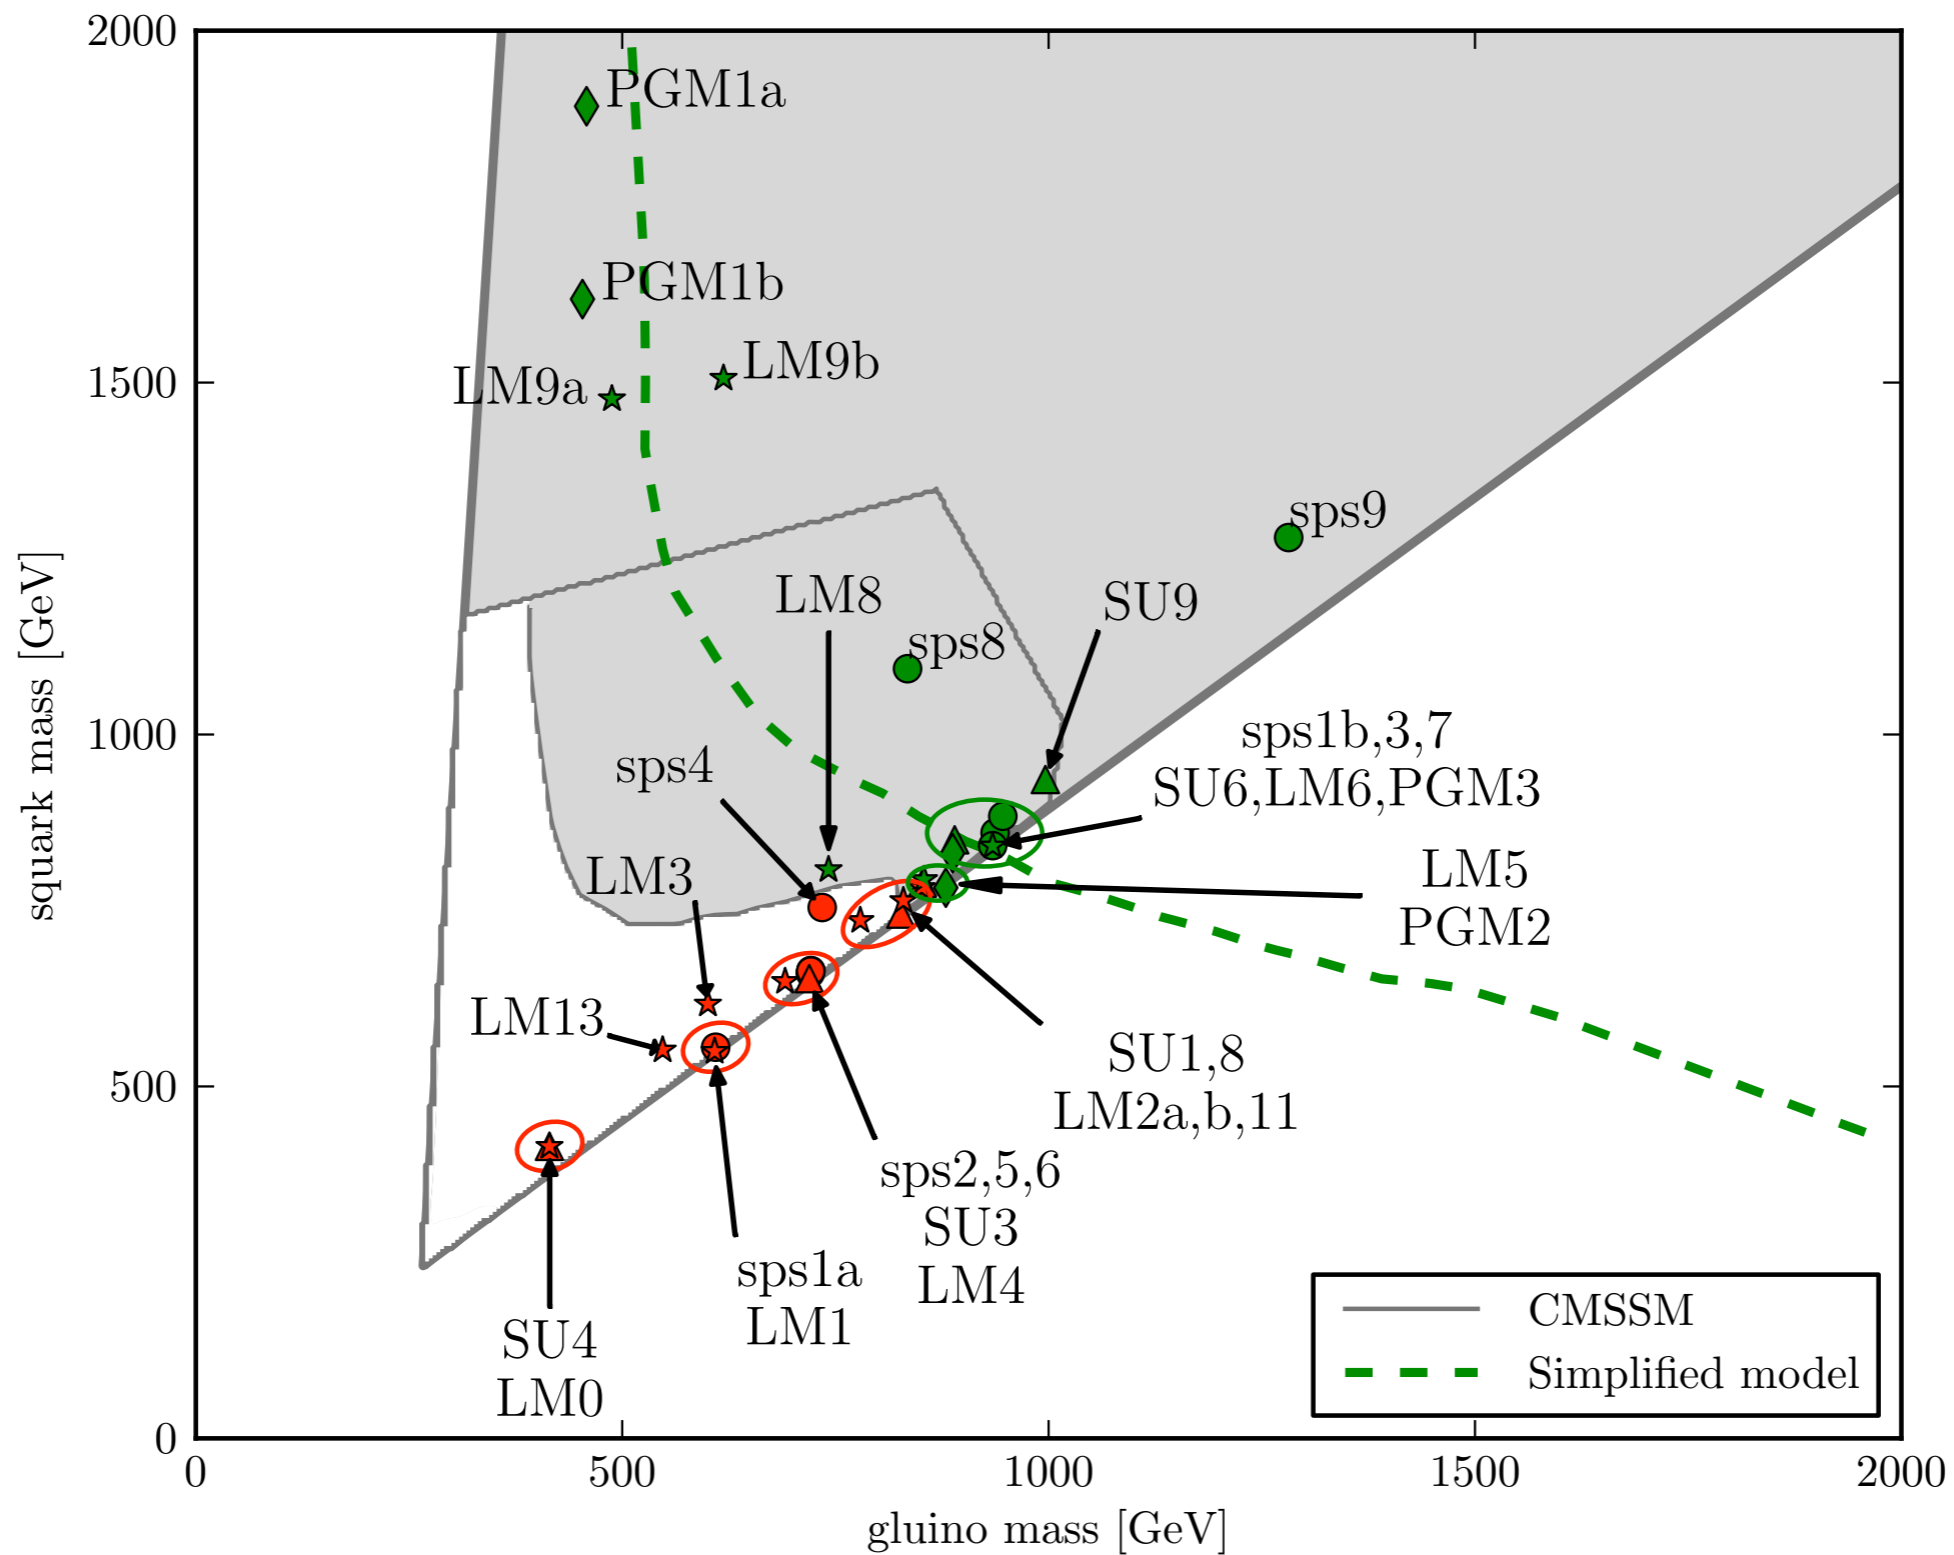 2000
1500
1000
500
0
squark mass [GeV]
PGM1a
PGM1b
LM9b
LM9a
sps9
LM8
SU9
sps8
sps1b,3,7
SU6,LM6,PGM3
sps4
LM3
LM5
PGM2
LM13
SU1,8
LM2a,b,11
sps2,5,6
SU3
LM4
sps1a
LM1
SU4
LM0
CMSSM
Simplified model
0 500 1000 1500 2000
gluino mass [GeV]